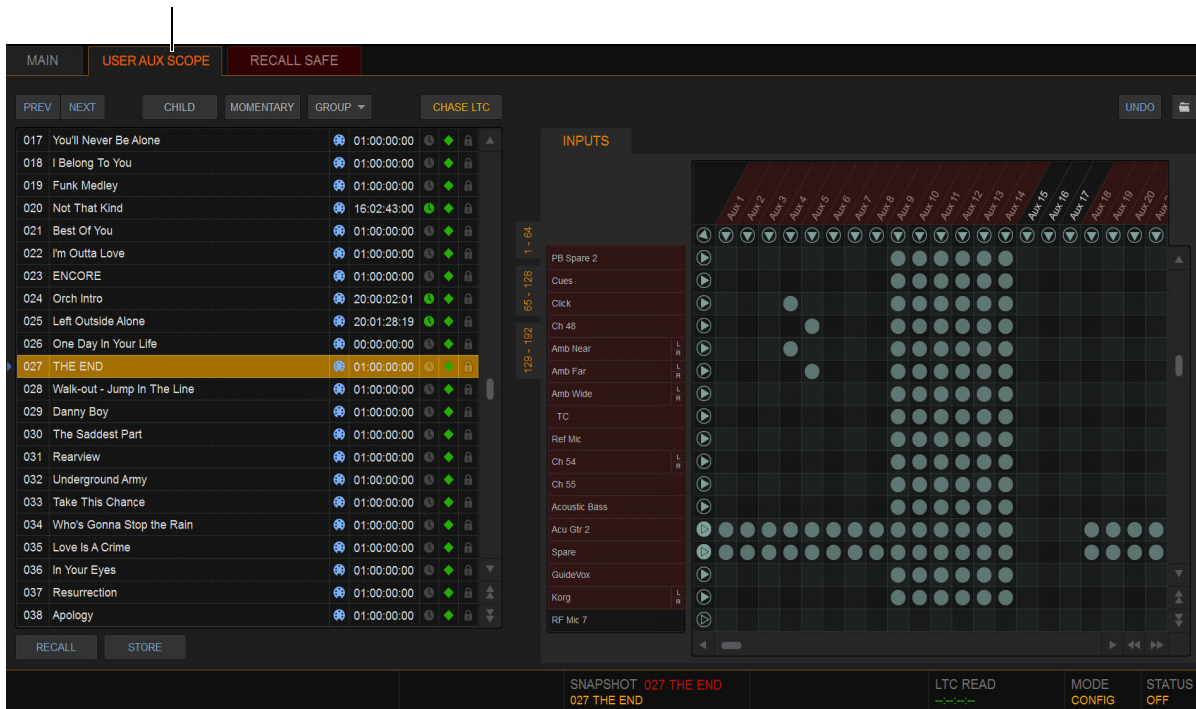 MAIN USER AUX SCOPE RECALL SAFE
PREV NEXT CHILD MOMENTARY GROUP CHASE LTC UNDO
017 You'll Never Be Alone 01:00:00:00
018 I Belong To You 01:00:00:00
019 Funk Medley 01:00:00:00
020 Not That Kind 16:02:43:00
021 Best Of You 01:00:00:00
022 I'm Outta Love 01:00:00:00
023 ENCORE 01:00:00:00
024 Orch Intro 20:00:02:01
025 Left Outside Alone 20:01:28:19
026 One Day In Your Life 00:00:00:00
027 THE END 01:00:00:00
028 Walk-out - Jump In The Line 01:00:00:00
029 Danny Boy 01:00:00:00
030 The Saddest Part 01:00:00:00
031 Rearview 01:00:00:00
032 Underground Army 01:00:00:00
033 Take This Chance 01:00:00:00
034 Who's Gonna Stop the Rain 01:00:00:00
035 Love Is A Crime 01:00:00:00
036 In Your Eyes 01:00:00:00
037 Resurrection 01:00:00:00
038 Apology 01:00:00:00
RECALL STORE
INPUTS
Aux 1 Aux 2 Aux 3 Aux 4 Aux 5 Aux 6 Aux 7 Aux 8 Aux 9 Aux 10 Aux 11 Aux 12 Aux 13 Aux 14 Aux 15 Aux 16 Aux 17 Aux 18 Aux 19 Aux 20 Aux
1 - 64
65 - 128
129 - 192
PB Spare 2
Cues
Click
Ch 48
Amb Near L R
Amb Far L R
Amb Wide L R
TC
Ref Mic
Ch 54 L R
Ch 55
Acoustic Bass
Acu Gtr 2
Spare
GuideVox
Korg L R
RF Mic 7
SNAPSHOT 027 THE END LTC READ MODE STATUS
027 THE END --:--:--:-- CONFIG OFF